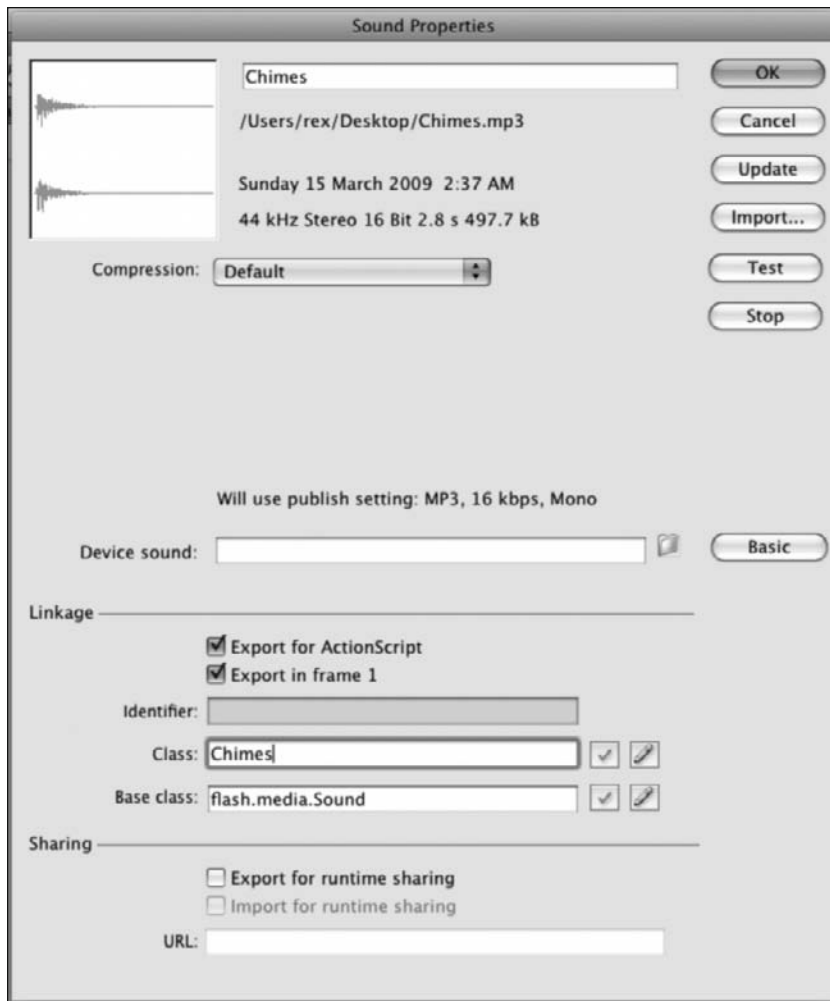 Sound Properties
Chimes
OK
/Users/rex/Desktop/Chimes.mp3
Cancel
Sunday 15 March 2009 2:37 AM
Update
44 kHz Stereo 16 Bit 2.8 s 497.7 kB
Import...
Compression: Default
Test
Stop
Will use publish setting: MP3, 16 kbps, Mono
Device sound:
Basic
Linkage
Export for ActionScript
Export in frame 1
Identifier:
Class: Chimes
Base class: flash.media.Sound
Sharing
Export for runtime sharing
Import for runtime sharing
URL: